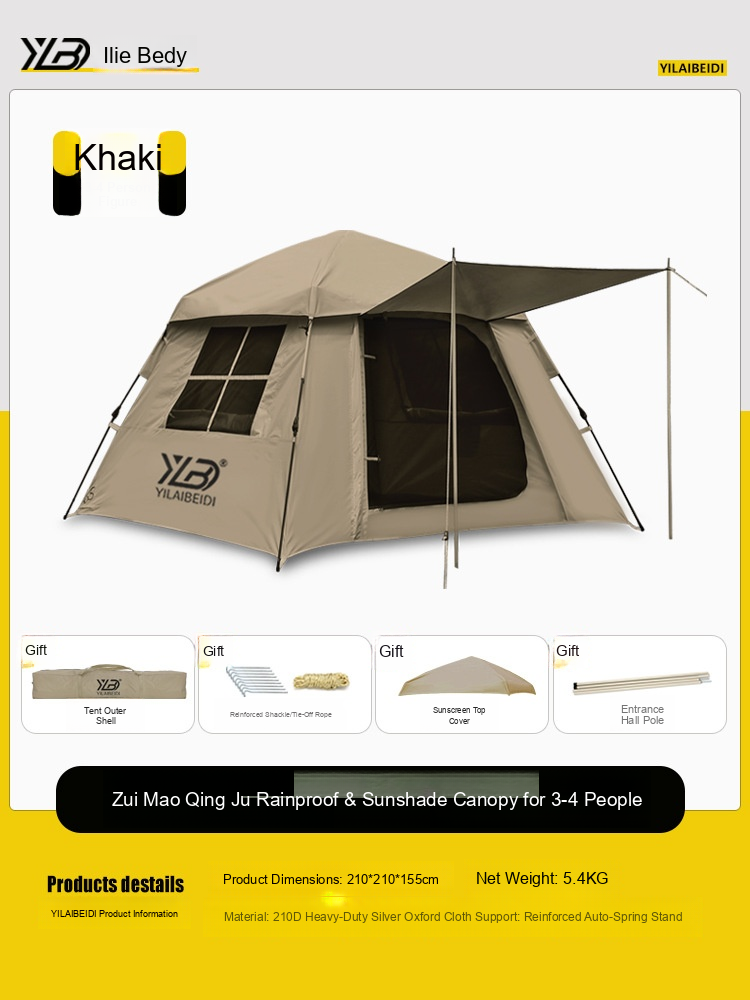 YLB Ilie Bedy
YILAIBEIDI
Khaki
YLB®
YILAIBEIDI
Gift
YLB
YILAIBEIDI
Tent Outer
Shell
Gift
Reinforced Shackle/Tie-Off Rope
Gift
Sunscreen Top
Cover
Gift
Entrance
Hall Pole
Zui Mao Qing Ju Rainproof & Sunshade Canopy for 3-4 People
Products destails
YILAIBEIDI Product Information
Product Dimensions: 210*210*155cm
Net Weight: 5.4KG
Material: 210D Heavy-Duty Silver Oxford Cloth Support: Reinforced Auto-Spring Stand